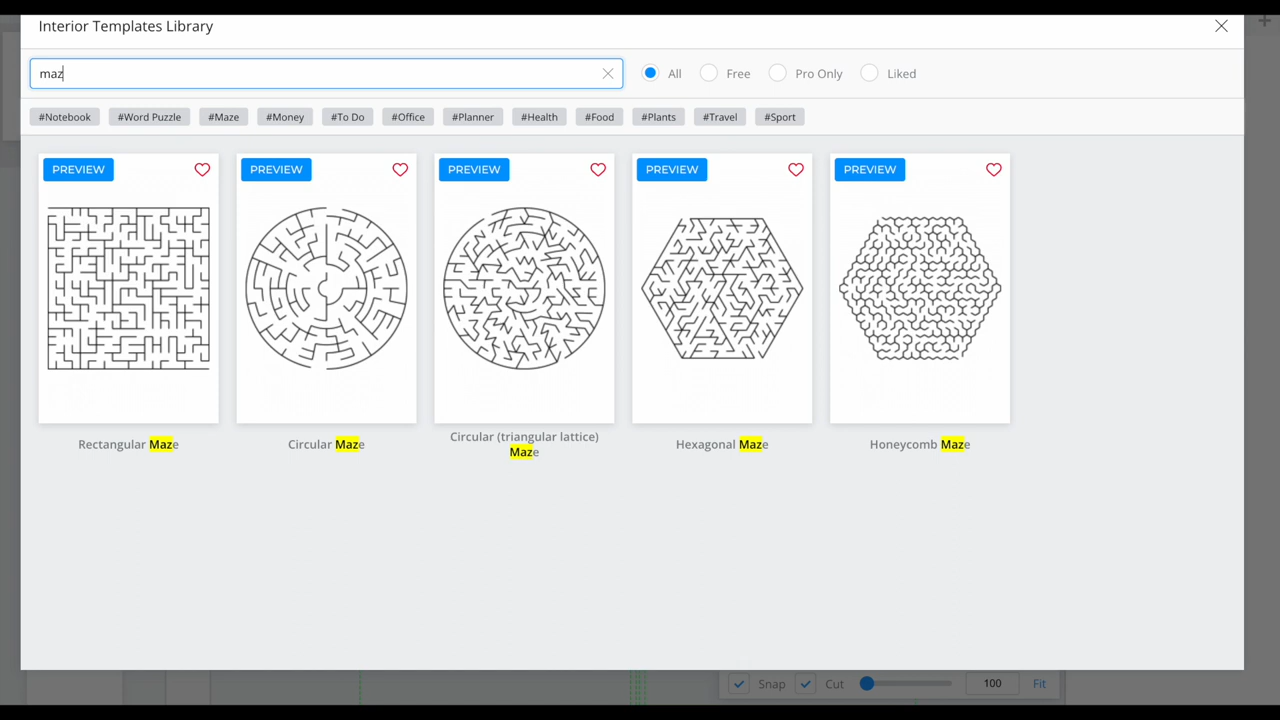 Interior Templates Library
maz
All Free Pro Only Liked
#Notebook #Word Puzzle #Maze #Money #To Do #Office #Planner #Health #Food #Plants #Travel #Sport
PREVIEW PREVIEW PREVIEW PREVIEW PREVIEW
Rectangular Maze
Circular Maze
Circular (triangular lattice)
Maze
Hexagonal Maze
Honeycomb Maze
Snap Cut 100 Fit